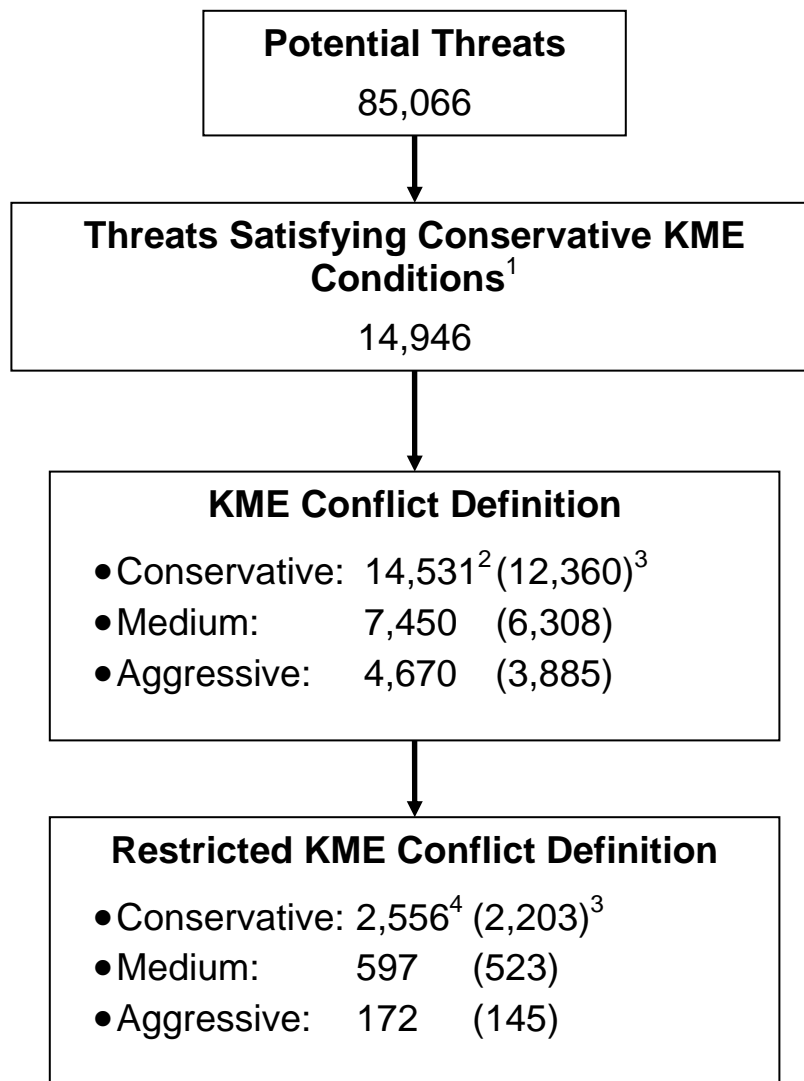 Potential Threats
85,066
Threats Satisfying Conservative KME
Conditions¹
14,946
KME Conflict Definition
•Conservative: 14,531² (12,360)³
•Medium: 7,450 (6,308)
•Aggressive: 4,670 (3,885)
Restricted KME Conflict Definition
•Conservative: 2,556⁴ (2,203)³
•Medium: 597 (523)
•Aggressive: 172 (145)